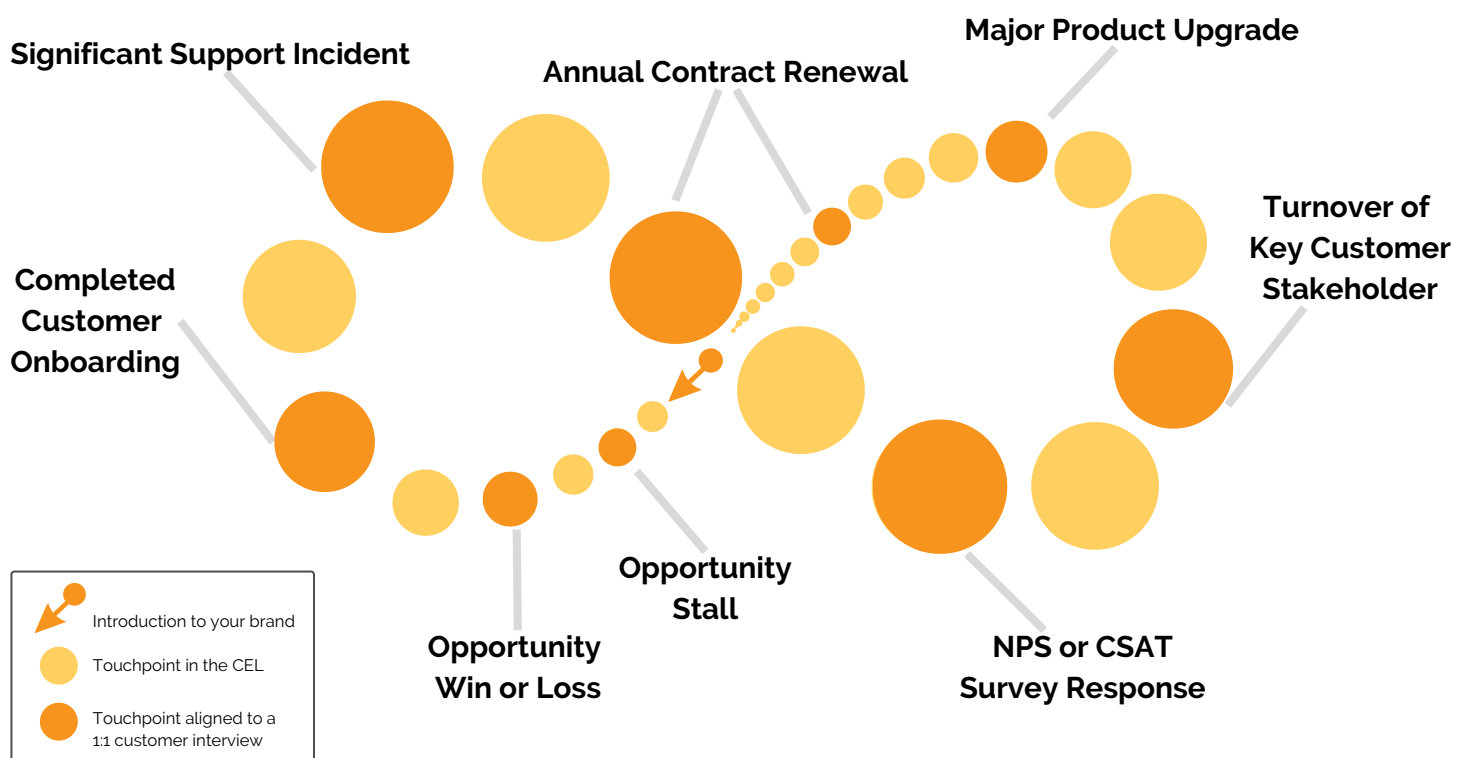 Major Product Upgrade
Significant Support Incident
Annual Contract Renewal
Turnover of
Key Customer
Stakeholder
Completed
Customer
Onboarding
Opportunity
Stall
Opportunity
Win or Loss
NPS or CSAT
Survey Response
Introduction to your brand
Touchpoint in the CEL
Touchpoint aligned to a
1:1 customer interview